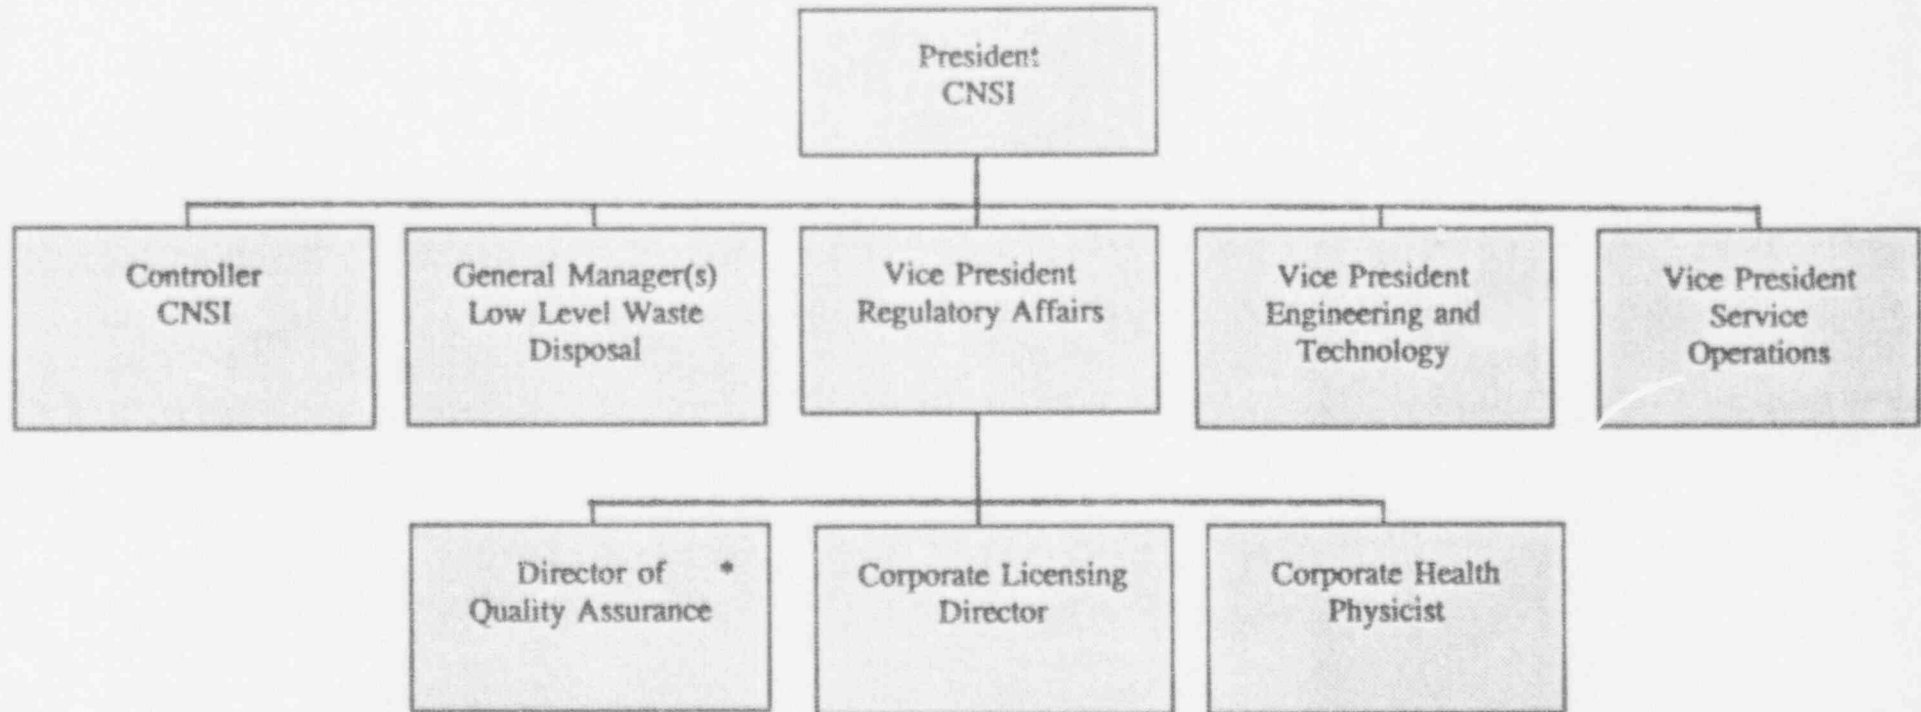 President
CNSI
Controller
CNSI
General Manager(s)
Low Level Waste
Disposal
Vice President
Regulatory Affairs
Vice President
Engineering and
Technology
Vice President
Service
Operations
Director of *
Quality Assurance
Corporate Licensing
Director
Corporate Health
Physicist